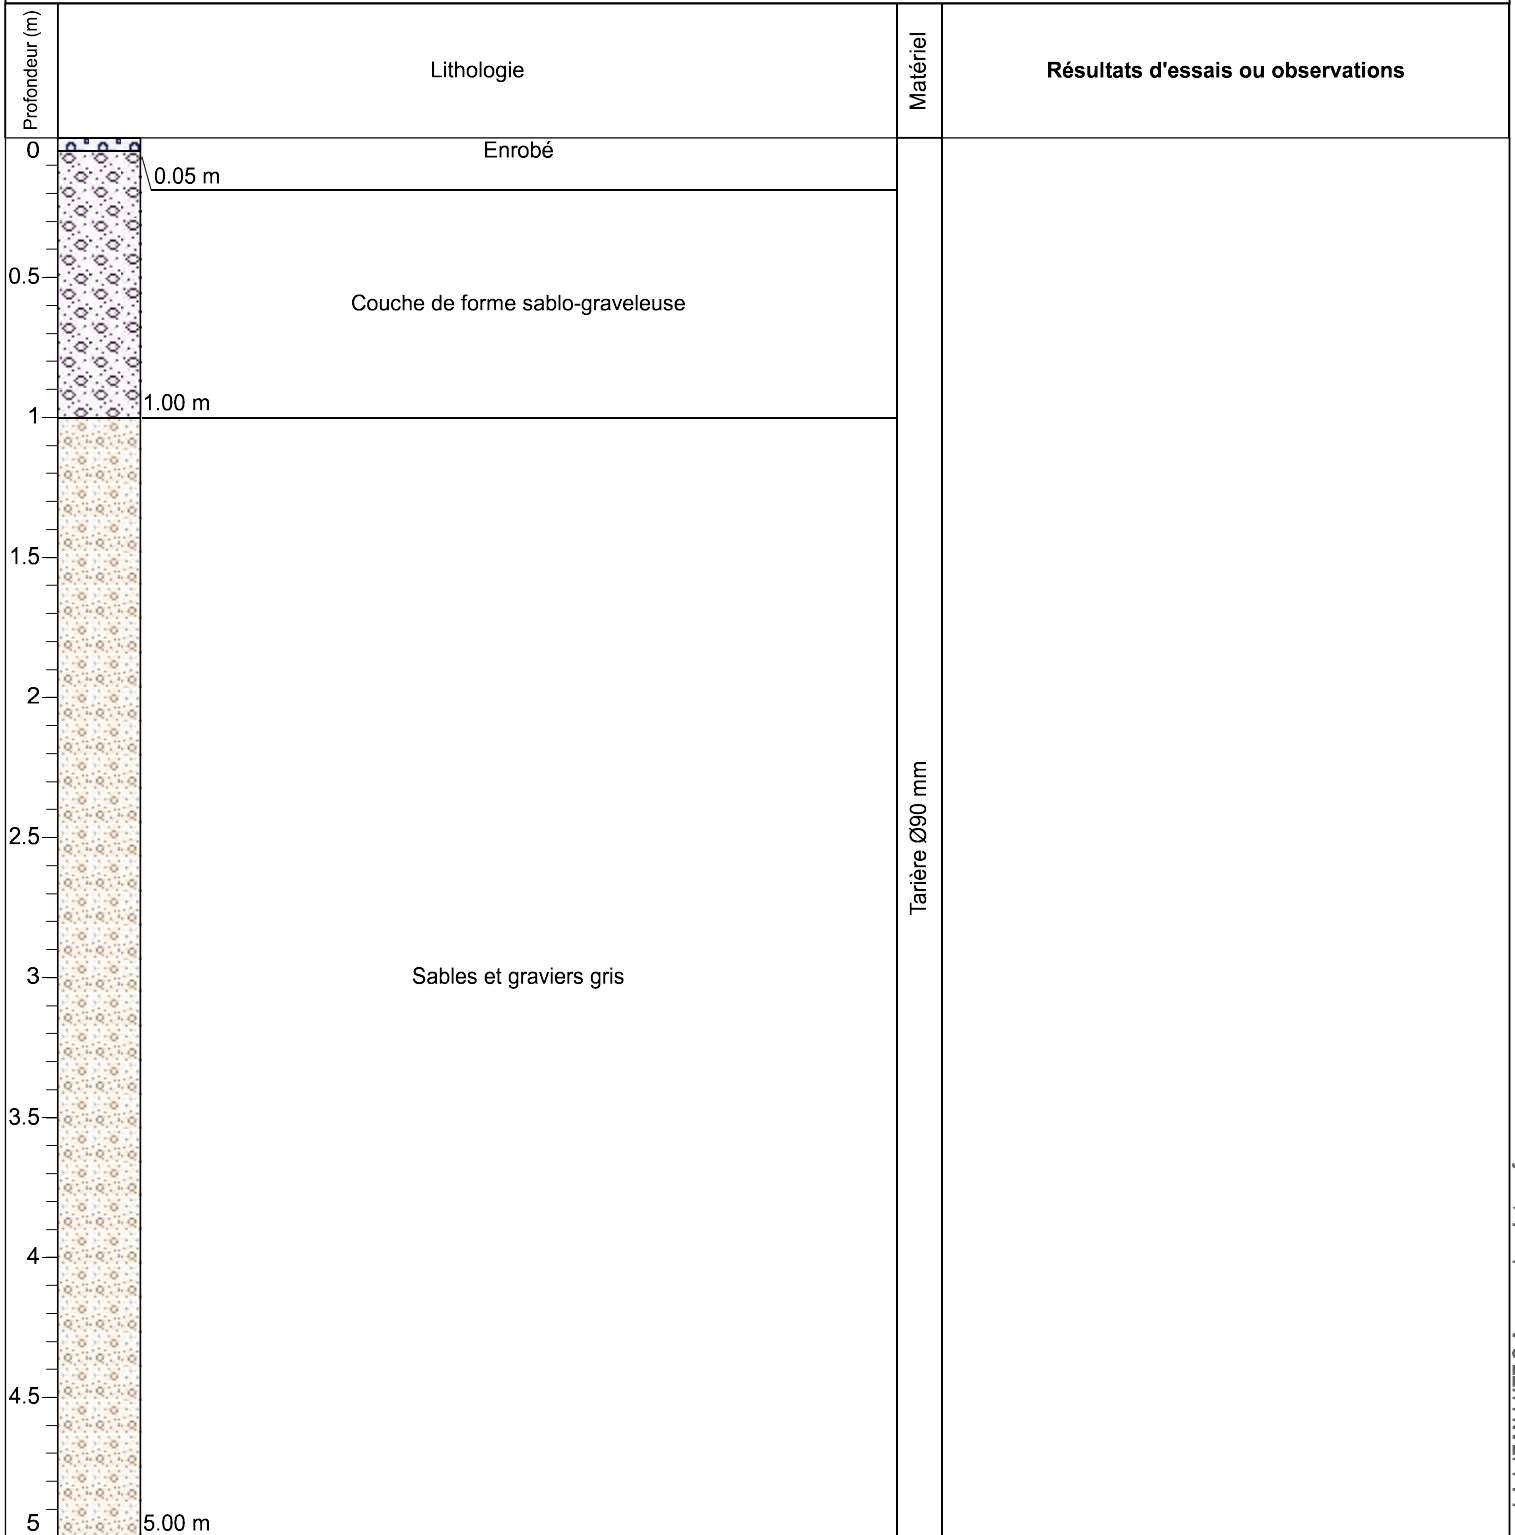 Profondeur (m)
Lithologie
Matériel
Résultats d'essais ou observations
0
Enrobé
0.05 m
0.5
Couche de forme sablo-graveleuse
1.00 m
1
1.5
2
2.5
Tarière Ø90 mm
3
Sables et graviers gris
3.5
4
4.5
5
5.00 m